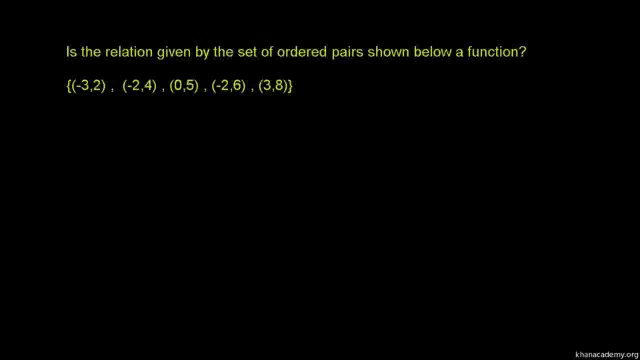 Is the relation given by the set of ordered pairs shown below a function?
{(-3,2) ,  (-2,4) , (0,5) , (-2,6) , (3,8)}
khanacademy.org